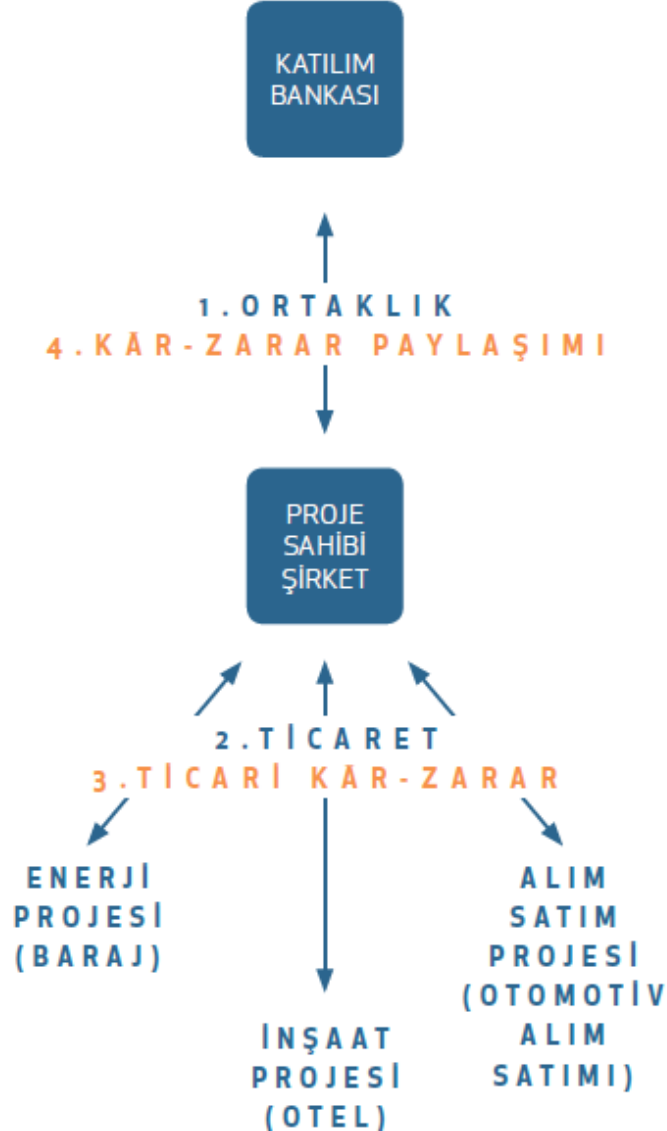 KATILIM
BANKASI
1.ORTAKLIK
4.KÂR-ZARAR PAYLAŞIMI
PROJE
SAHİBİ
ŞİRKET
2.TİCARET
3.TİCARİ KÂR-ZARAR
ENERJİ
PROJESİ
(BARAJ)
İNŞAAT
PROJESİ
(OTEL)
ALIM
SATIM
PROJESİ
(OTOMOTİV
ALIM
SATIMI)